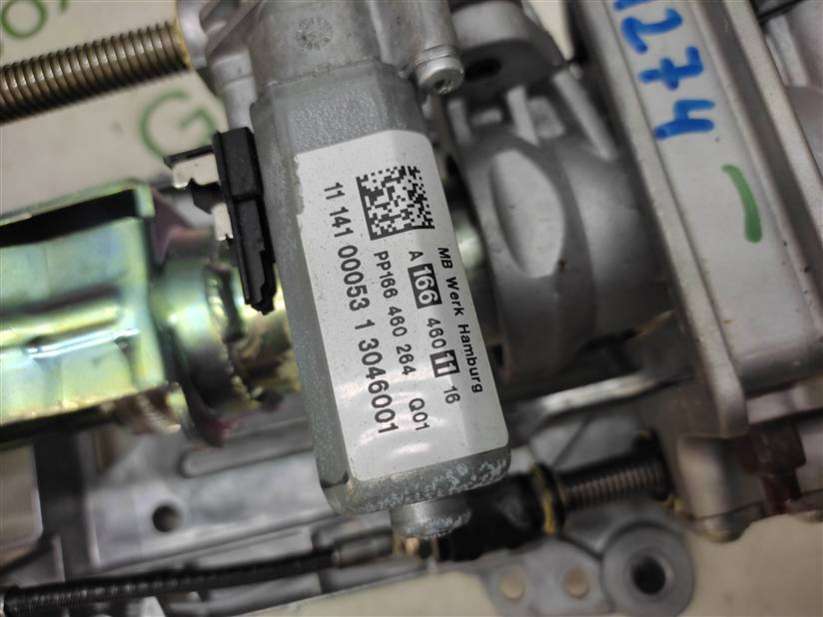 MB Werk Hamburg
A 166 460 11 16
PP166 460 264 Q01
11 141 00053 1 3046001
1274